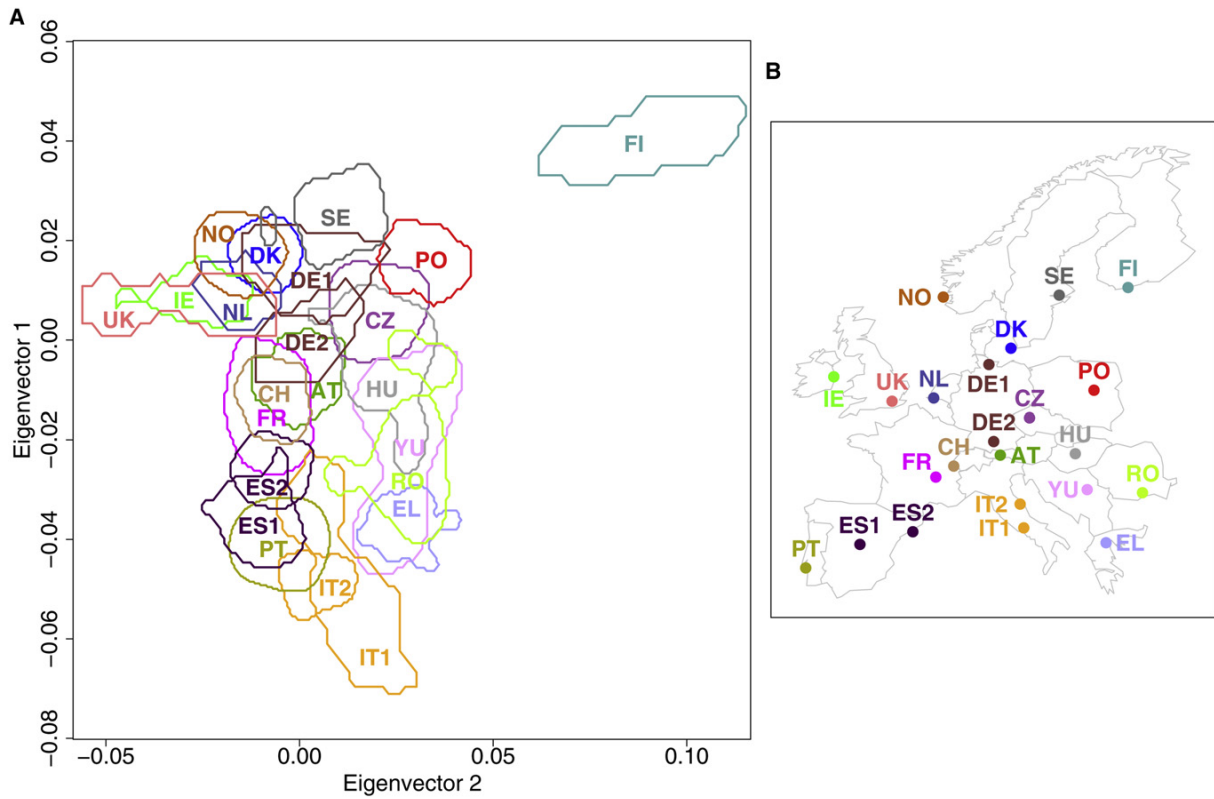 A
B
0.06
0.04
0.02
0.00
−0.02
−0.04
−0.06
−0.08
Eigenvector 1
FI
SE
NO
DK
PO
DE1
IE
NL
UK
CZ
DE2
HU
CH
AT
FR
YU
RO
ES2
EL
ES1
PT
IT2
IT1
−0.05
0.00
0.05
0.10
Eigenvector 2
SE
FI
NO
DK
PO
IE
UK
NL
DE1
CZ
DE2
HU
CH
AT
FR
RO
YU
IT2
ES1
ES2
IT1
EL
PT